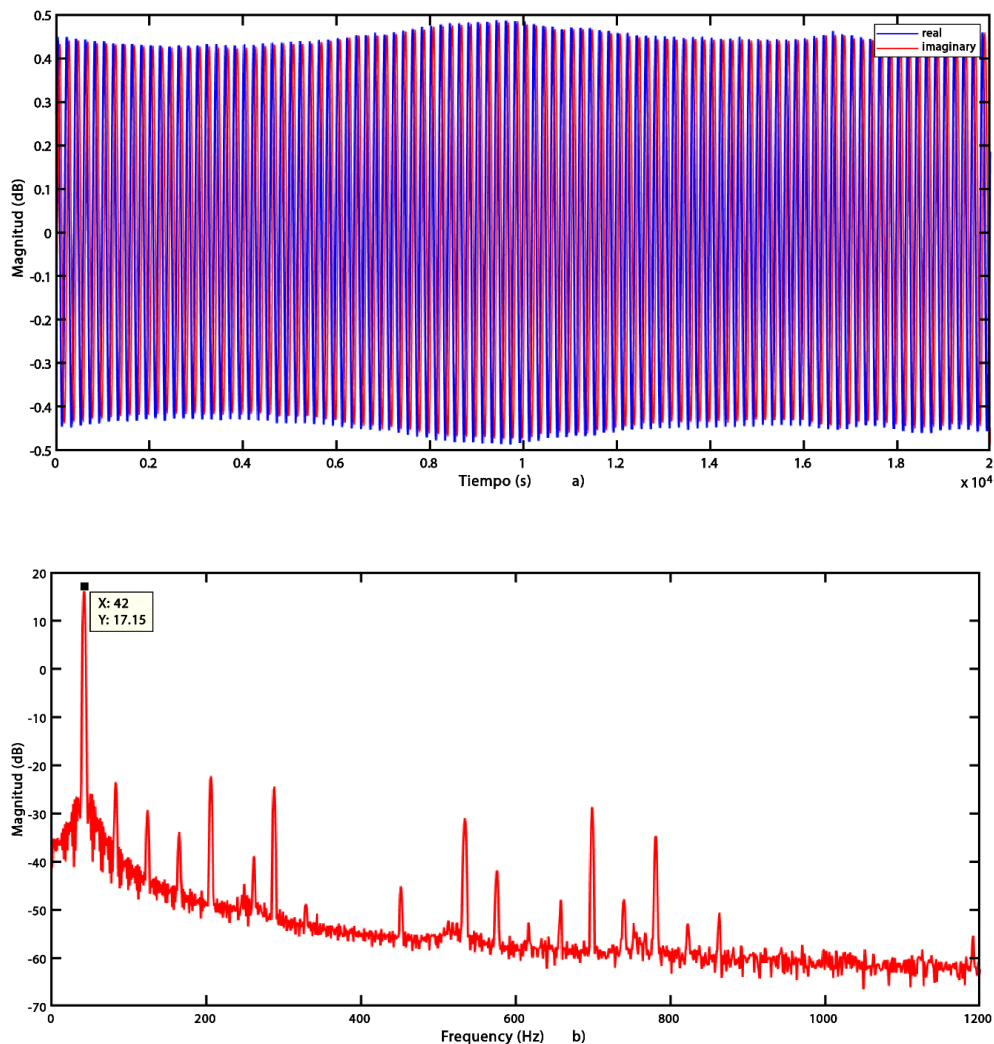 0.5
0.4
0.3
0.2
0.1
0
-0.1
-0.2
-0.3
-0.4
-0.5
Magnitud (dB)
real
imaginary
0 0.2 0.4 0.6 0.8 1 1.2 1.4 1.6 1.8 2
Tiempo (s) a)
x 10⁴
20
10
0
-10
-20
-30
-40
-50
-60
-70
Magnitud (dB)
X: 42
Y: 17.15
0 200 400 600 800 1000 1200
Frequency (Hz) b)